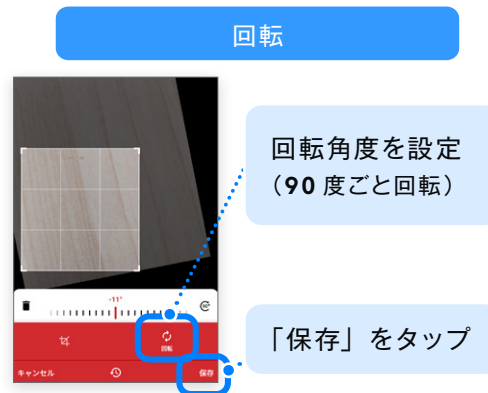 回転
回転角度を設定
（90 度ごと回転）
-11°
回転
キャンセル
保存
「保存」をタップ